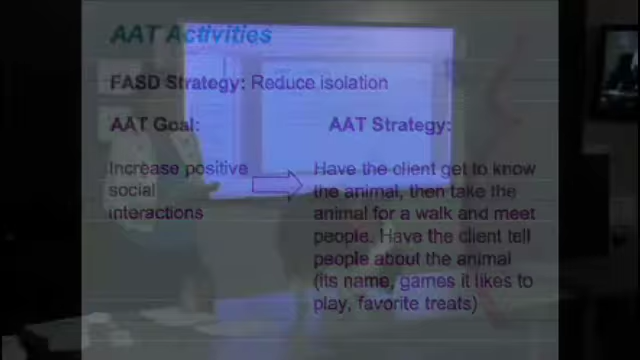 AAT Activities
FASD Strategy: Reduce isolation
AAT Goal:
AAT Strategy:
Increase positive
social
interactions
Have the client get to know
the animal, then take the
animal for a walk and meet
people. Have the client tell
people about the animal
(its name, games it likes to
play, favorite treats)